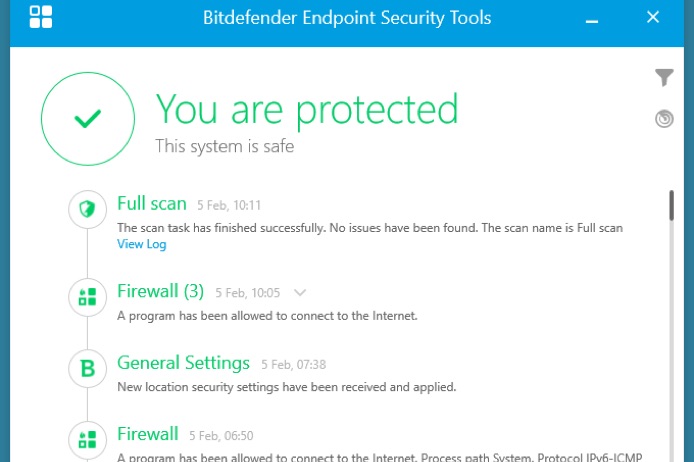 Bitdefender Endpoint Security Tools
You are protected
This system is safe
Full scan 5 Feb, 10:11
The scan task has finished successfully. No issues have been found. The scan name is Full scan
View Log
Firewall (3) 5 Feb, 10:05
A program has been allowed to connect to the Internet.
B General Settings 5 Feb, 07:38
New location security settings have been received and applied.
Firewall 5 Feb, 06:50
A program has been allowed to connect to the Internet. Process path System. Protocol IPv6-ICMP